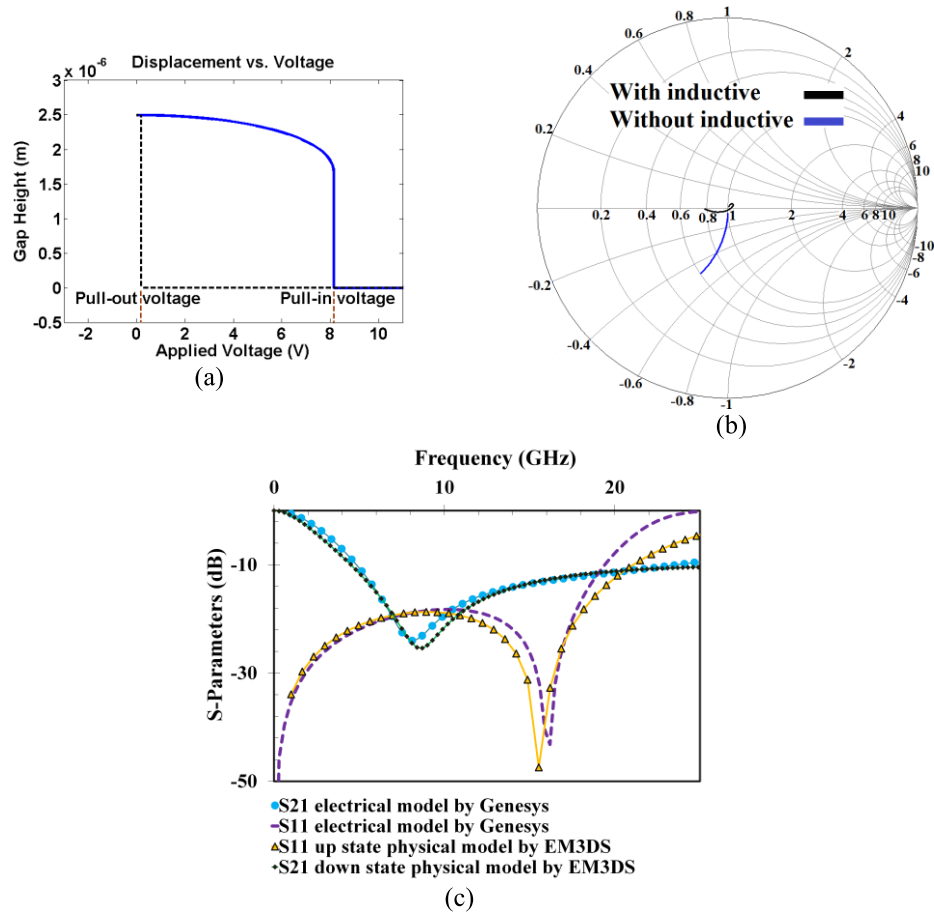 Displacement vs. Voltage
x 10⁻⁶
3
2.5
2
1.5
1
0.5
0
-0.5
Gap Height (m)
Pull-out voltage
Pull-in voltage
-2 0 2 4 6 8 10
Applied Voltage (V)
(a)
With inductive
Without inductive
1
0.8
0.6
0.4
0.2
2
4
6
8
10
0.2 0.4 0.6 0.8 1 2 4 6 8 10
-10
-8
-6
-4
-2
-0.2
-0.4
-0.6
-0.8
-1
(b)
Frequency (GHz)
0 10 20
-10
-30
-50
S-Parameters (dB)
S21 electrical model by Genesys
S11 electrical model by Genesys
S11 up state physical model by EM3DS
S21 down state physical model by EM3DS
(c)